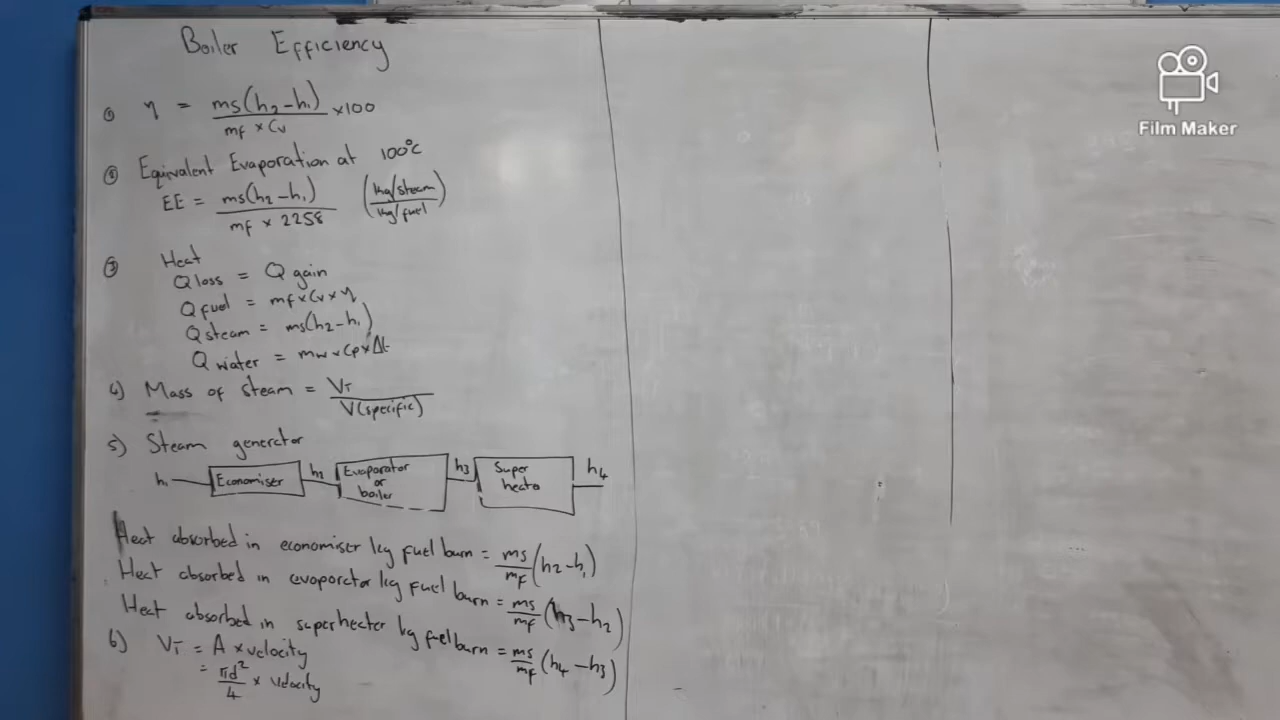 Boiler Efficiency
① η = ms(h₂-h₁) / mf × Cv ×100
② Equivalent Evaporation at 100°C
EE = ms(h₂-h₁) / mf × 2258 (kg/steam / kg/fuel)
③ Heat
Q loss = Q gain
Q fuel = mf×Cv×η
Q steam = ms(h₂-h₁)
Q water = mw×Cp×Δt
4) Mass of steam = VT / V(specific)
5) Steam generator
h₁ Economiser h₂ Evaporator or boiler h₃ Super heater h₄
Heat absorbed in economiser kg fuel burn = ms/mf (h₂-h₁)
Heat absorbed in evaporator kg fuel burn = ms/mf (h₃-h₂)
Heat absorbed in superheater kg fuel burn = ms/mf (h₄-h₃)
6) VT = A × velocity
= πd²/4 × velocity
Film Maker